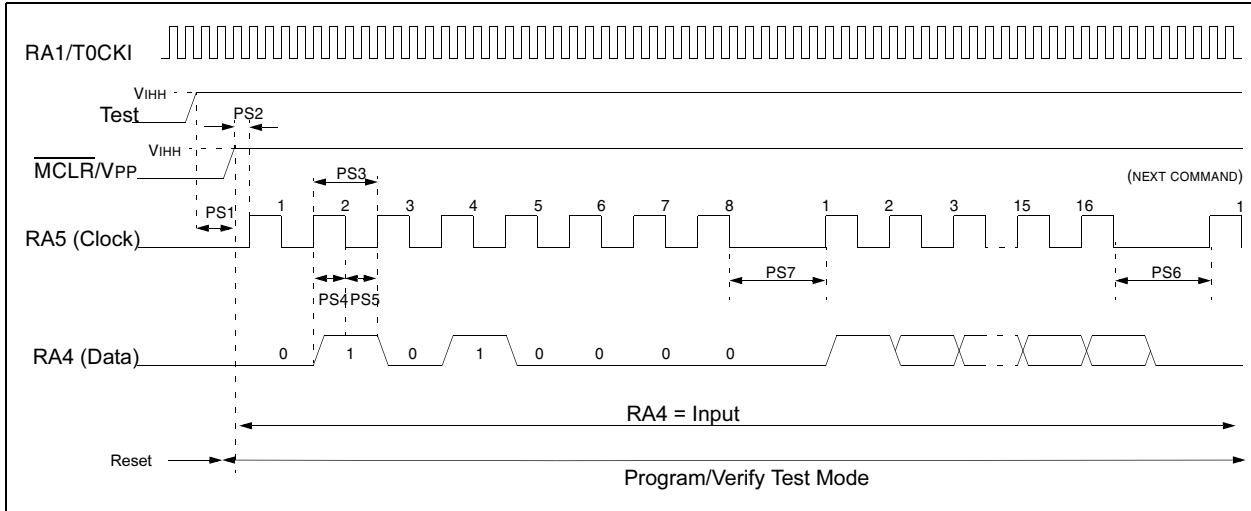 RA1/T0CKI
VIHH
Test
PS2
VIHH
MCLR/VPP
PS3
(NEXT COMMAND)
PS1
1 2 3 4 5 6 7 8 1 2 3 15 16 1
RA5 (Clock)
PS7
PS6
PS4 PS5
RA4 (Data)
0 1 0 1 0 0 0 0
RA4 = Input
Reset
Program/Verify Test Mode